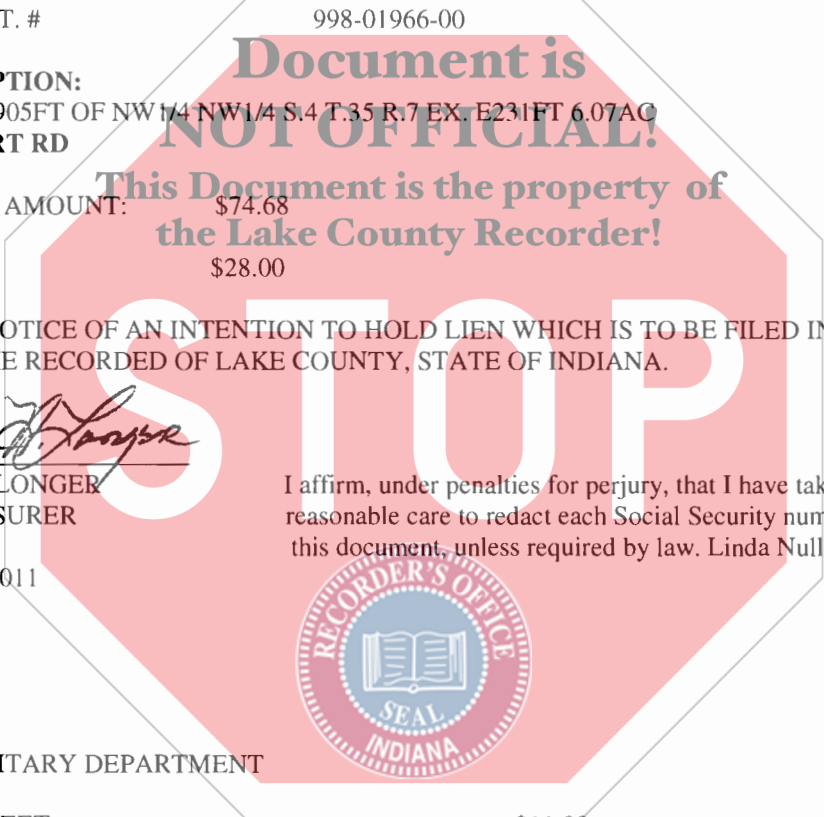 T. # 998-01966-00
Document is
PTION:
905FT OF NW1/4 NW1/4 S.4 T.35 R.7 EX. E231FT 6.07AC
NOT OFFICIAL!
RT RD
This Document is the property of
AMOUNT: $74.68
the Lake County Recorder!
$28.00
OTICE OF AN INTENTION TO HOLD LIEN WHICH IS TO BE FILED IN
E RECORDED OF LAKE COUNTY, STATE OF INDIANA.
STOP
LONGER
I affirm, under penalties for perjury, that I have tak
SURER
reasonable care to redact each Social Security num
this document, unless required by law. Linda Null
011
RECORDER'S OFFICE
SEAL
INDIANA
ITARY DEPARTMENT